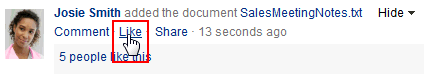 Josie Smith added the document SalesMeetingNotes.txt Hide
Comment · Like · Share · 13 seconds ago
5 people like this